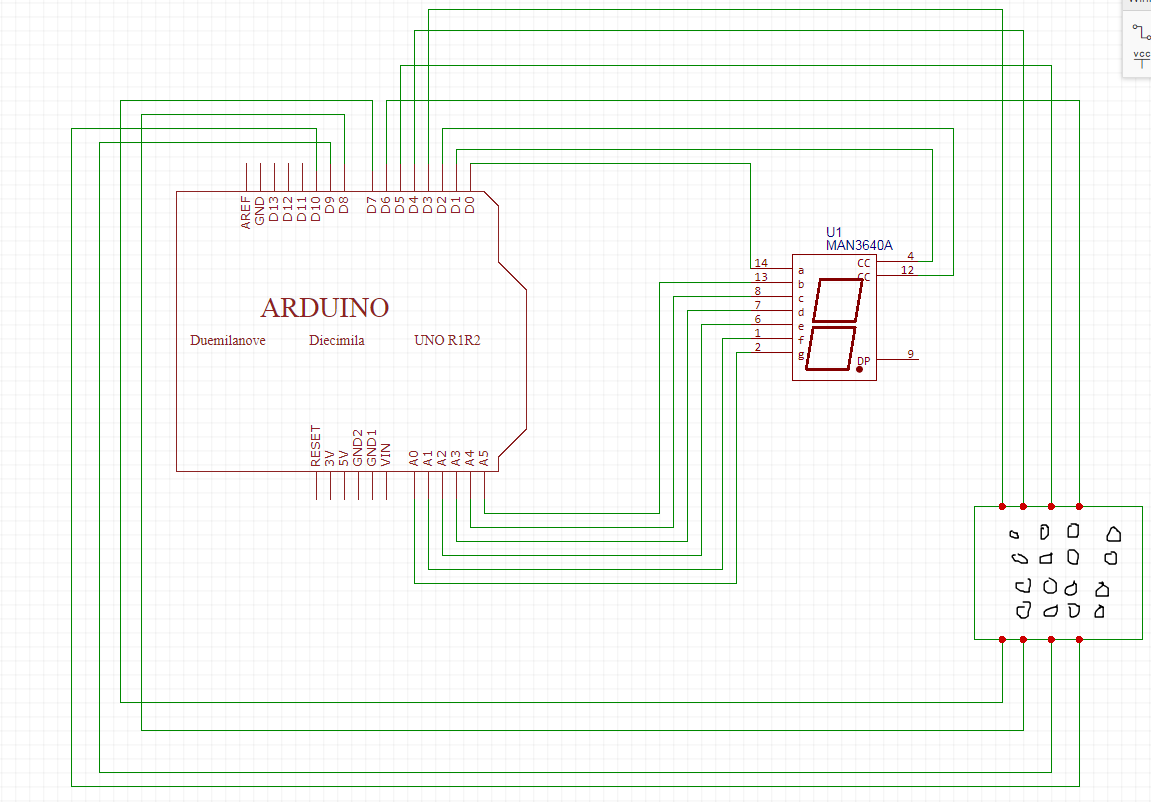 VCC
AREF GND D13 D12 D11 D10 D9 D8 D7 D6 D5 D4 D3 D2 D1 D0
U1
MAN3640A
14 a CC 4
13 b CC 12
8 c
7 d
6 e
1 f
2 g DP 9
ARDUINO
Duemilanove Diecimila UNO R1R2
RESET 3V 5V GND2 GND1 VIN A0 A1 A2 A3 A4 A5